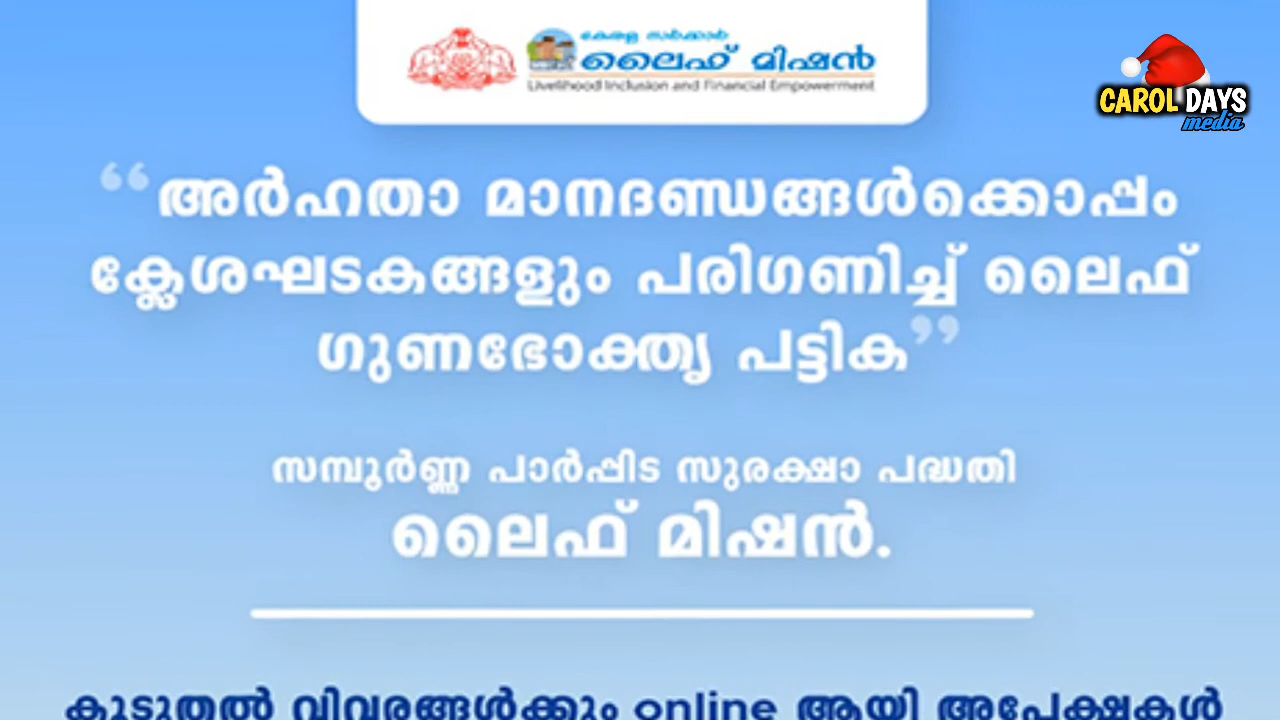 കേരള സർക്കാർ
ലൈഫ് മിഷൻ
Livelihood Inclusion and Financial Empowerment
CAROL DAYS
media
“അർഹതാ മാനദണ്ഡങ്ങൾക്കൊപ്പം
ക്ലേശഘടകങ്ങളും പരിഗണിച്ച് ലൈഫ്
ഗുണഭോക്തൃ പട്ടിക”
സമ്പൂർണ്ണ പാർപ്പിട സുരക്ഷാ പദ്ധതി
ലൈഫ് മിഷൻ.
കൂടുതൽ വിവരങ്ങൾക്കും online ആയി അപേക്ഷകൾ